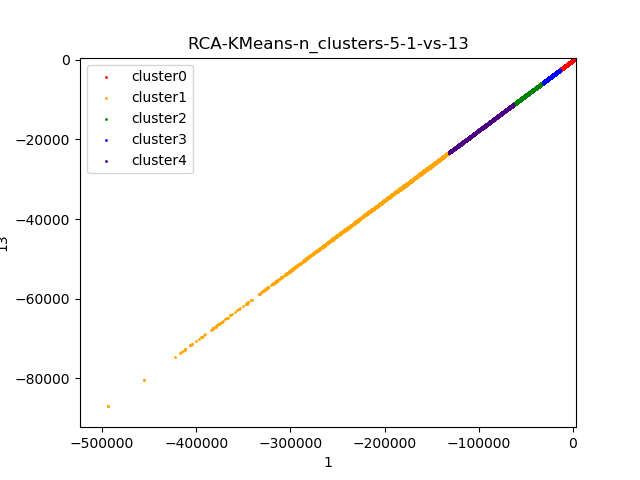 RCA-KMeans-n_clusters-5-1-vs-13
cluster0
cluster1
cluster2
cluster3
cluster4
0
−20000
−40000
−60000
−80000
13
−500000
−400000
−300000
−200000
−100000
0
1